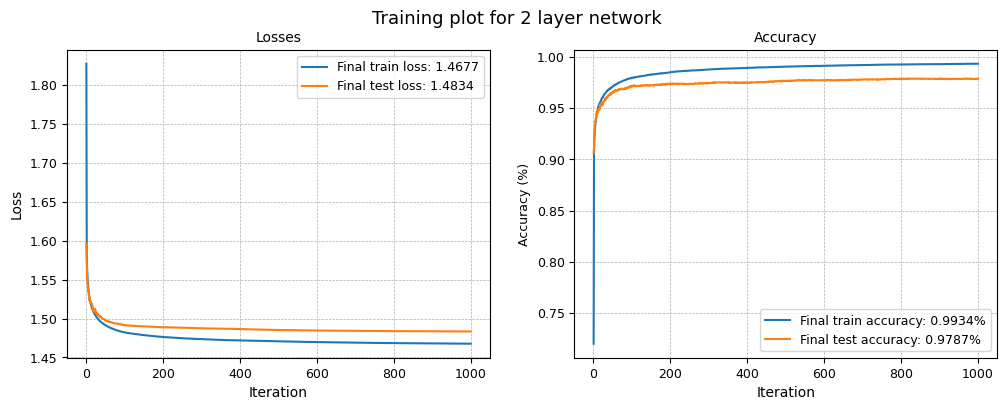 Training plot for 2 layer network
Losses
Final train loss: 1.4677
Final test loss: 1.4834
1.80
1.75
1.70
1.65
1.60
1.55
1.50
1.45
Loss
0
200
400
600
800
1000
Iteration
Accuracy
1.00
0.95
0.90
0.85
0.80
0.75
Accuracy (%)
Final train accuracy: 0.9934%
Final test accuracy: 0.9787%
0
200
400
600
800
1000
Iteration